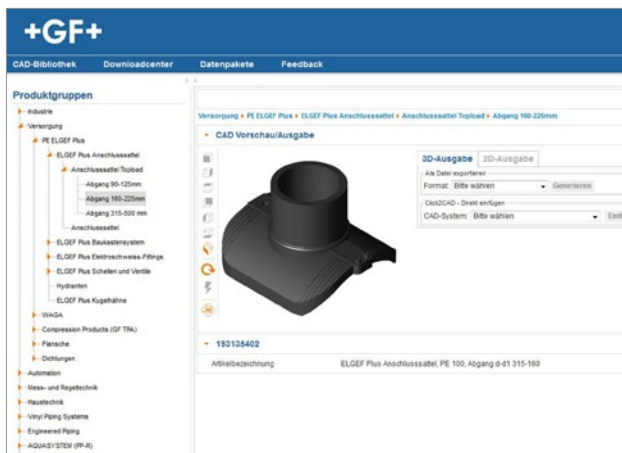 +GF+
CAD-Bibliothek Downloadcenter Datenpakete Feedback
Produktgruppen
Industrie
Versorgung
PE ELGEF Plus
ELGEF Plus Anschlusssattel
Anschlusssattel Topload
Abgang 90-125mm
Abgang 160-225mm
Abgang 315-500 mm
Anschlusssattel
ELGEF Plus Baukastensystem
ELGEF Plus Elektroschweiss-Fittings
ELGEF Plus Schellen und Ventile
Hydranten
ELGEF Plus Kugelhähne
WAGA
Compression Products (GF TPA)
Flansche
Dichtungen
Automation
Mess- und Regeltechnik
Haustechnik
Vinyl Piping Systems
Engineered Piping
AQUASYSTEM (PP-R)
Versorgung PE ELGEF Plus ELGEF Plus Anschlusssattel Anschlusssattel Topload Abgang 160-225mm
CAD Vorschau/Ausgabe
3D-Ausgabe 2D-Ausgabe
Als Datei exportieren
Format: Bitte wählen Generieren
Click2CAD - Direkt einfügen
CAD-System: Bitte wählen Einf
193135402
Artikelbezeichnung ELGEF Plus Anschlusssattel, PE 100, Abgang d-d1 315-160